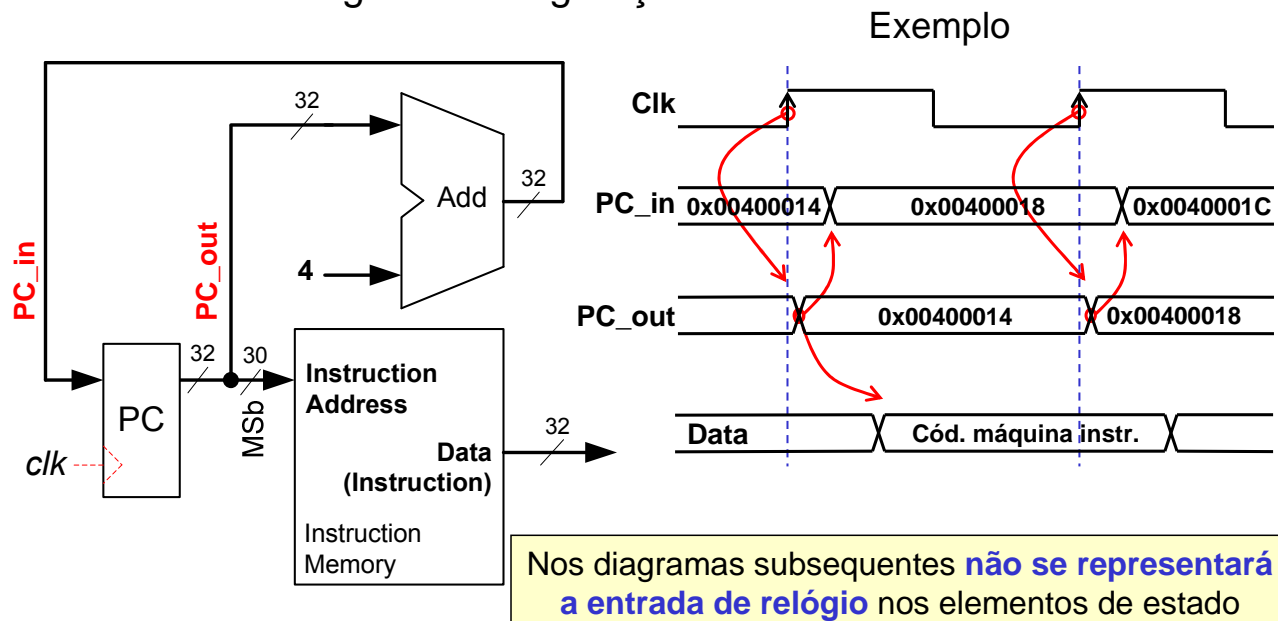 Exemplo
32
Add
32
4
PC_in
PC_out
32
30
MSb
PC
clk
Instruction
Address
Data
(Instruction)
32
Instruction
Memory
Clk
PC_in 0x00400014 0x00400018 0x0040001C
PC_out 0x00400014 0x00400018
Data Cód. máquina instr.
Nos diagramas subsequentes não se representará
a entrada de relógio nos elementos de estado